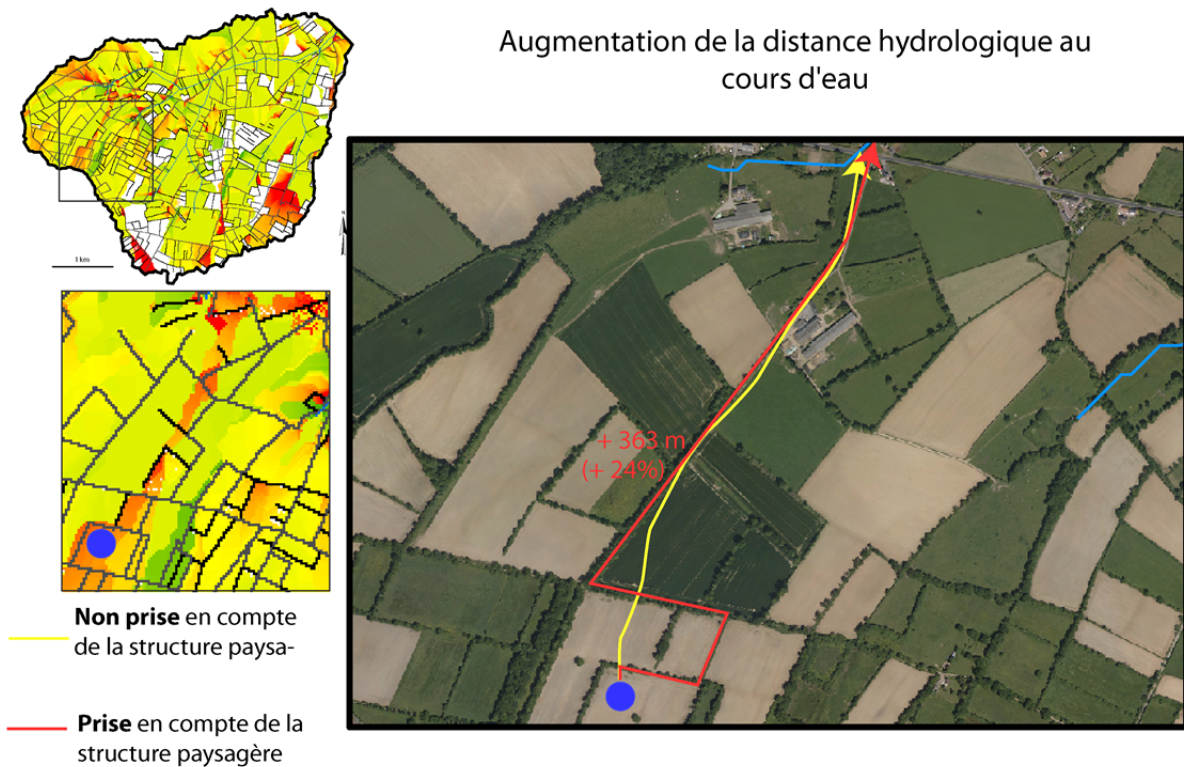 Augmentation de la distance hydrologique au
cours d'eau
1 km
+ 363 m
(+ 24%)
Non prise en compte
de la structure paysa-
Prise en compte de la
structure paysagère